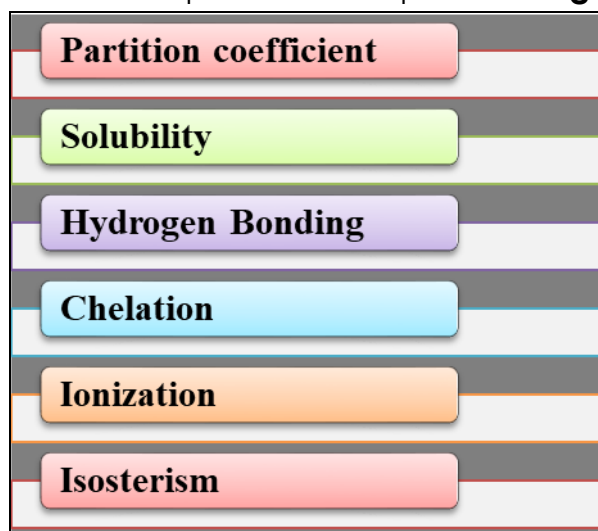 Partition coefficient
Solubility
Hydrogen Bonding
Chelation
Ionization
Isosterism